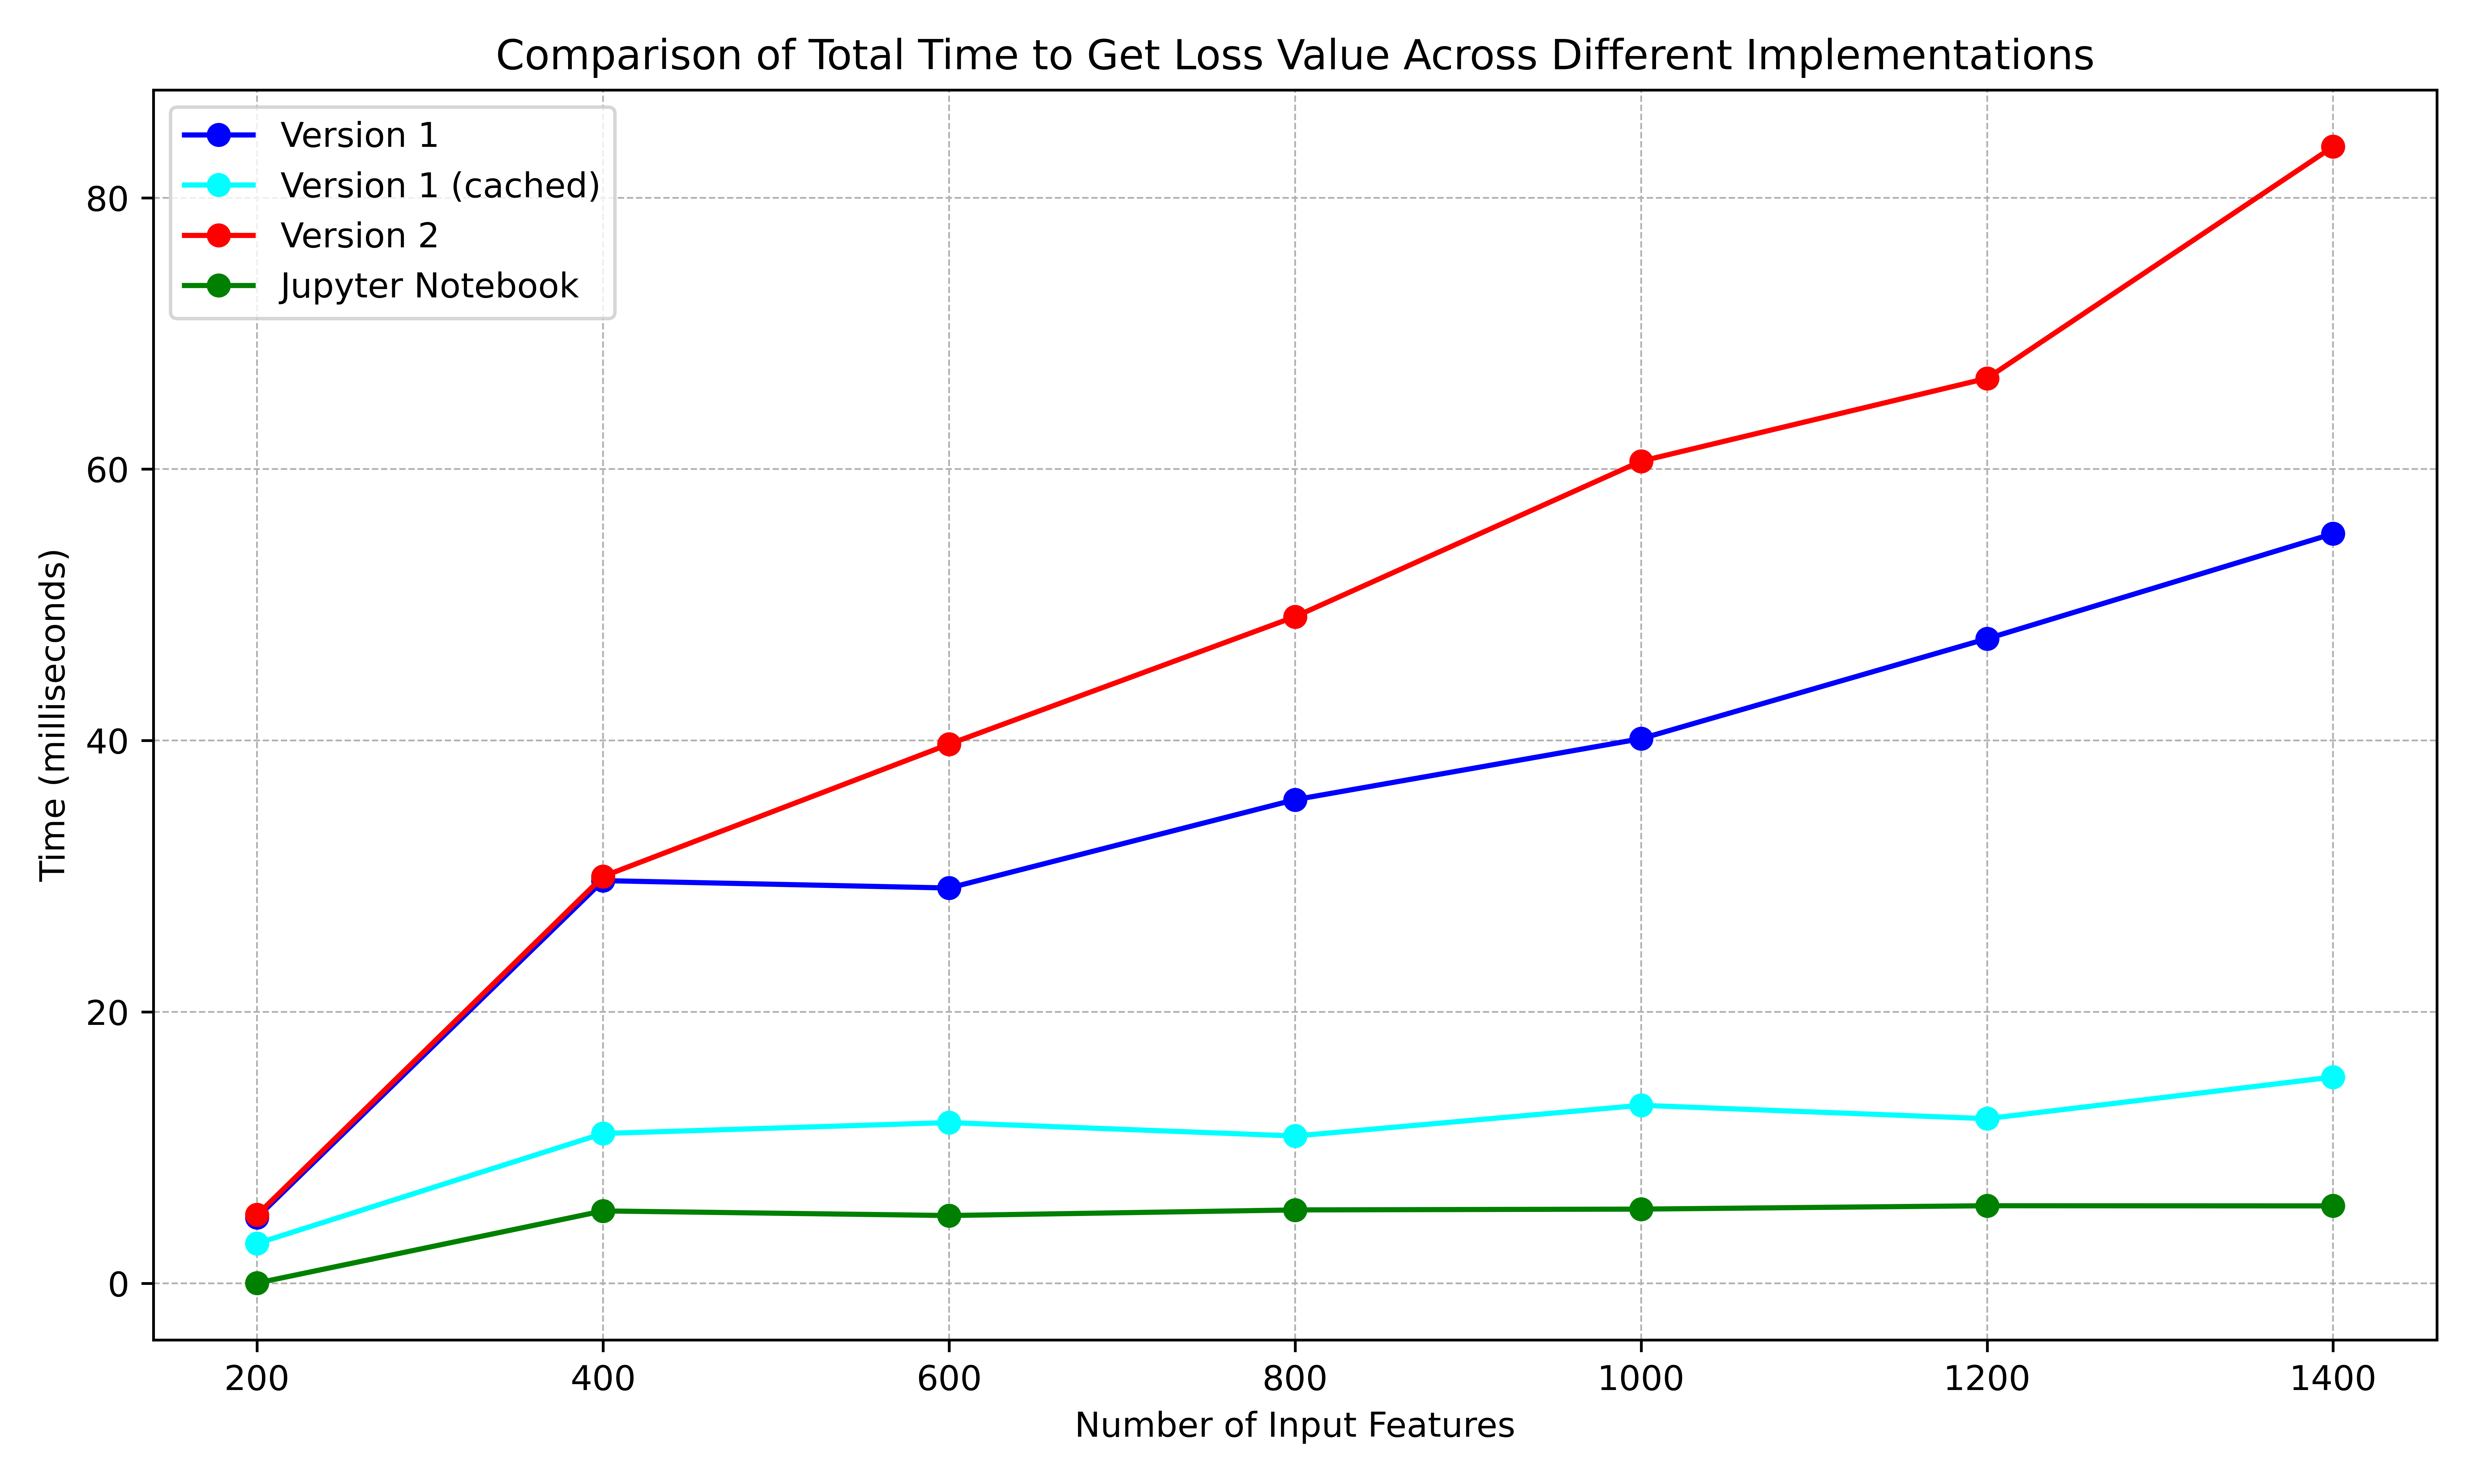 Comparison of Total Time to Get Loss Value Across Different Implementations
Version 1
Version 1 (cached)
Version 2
Jupyter Notebook
Time (milliseconds)
80
60
40
20
0
200 400 600 800 1000 1200 1400
Number of Input Features